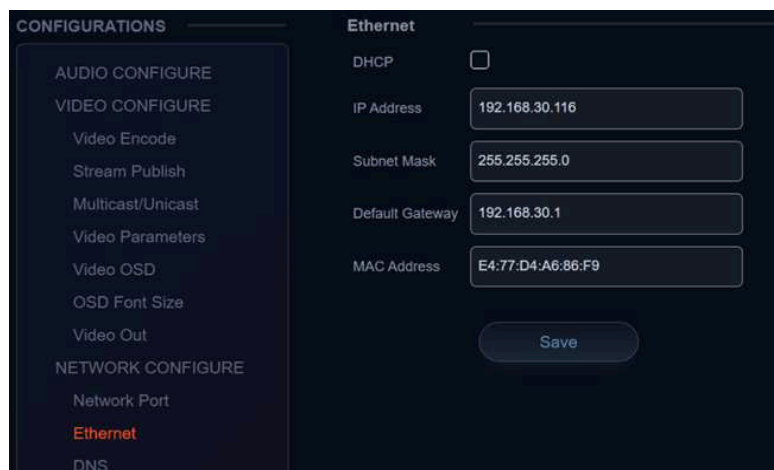 CONFIGURATIONS
AUDIO CONFIGURE
VIDEO CONFIGURE
Video Encode
Stream Publish
Multicast/Unicast
Video Parameters
Video OSD
OSD Font Size
Video Out
NETWORK CONFIGURE
Network Port
Ethernet
DNS
Ethernet
DHCP
IP Address 192.168.30.116
Subnet Mask 255.255.255.0
Default Gateway 192.168.30.1
MAC Address E4:77:D4:A6:86:F9
Save